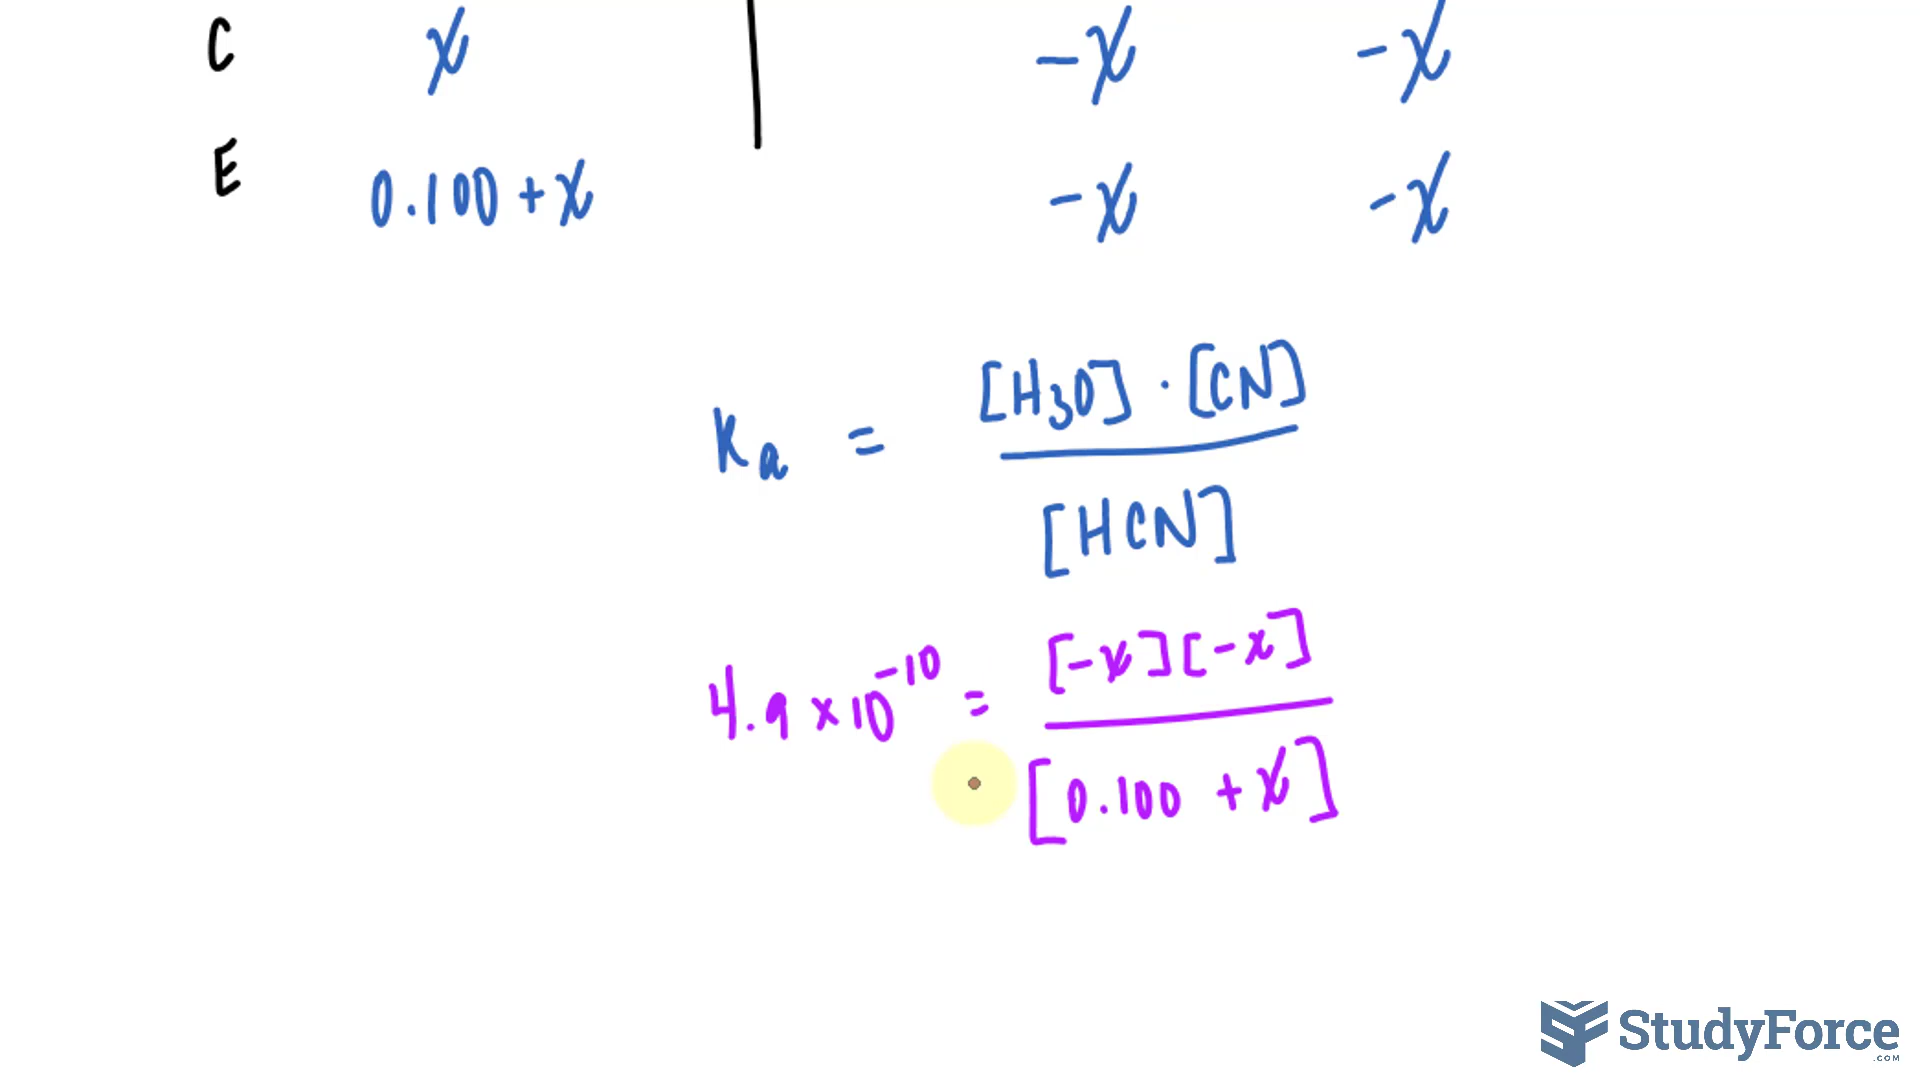 C x -x -x
E 0.100 + x -x -x
Ka = [H3O] · [CN] / [HCN]
4.9 × 10^-10 = [-x][-x] / [0.100 + x]
StudyForce
.COM